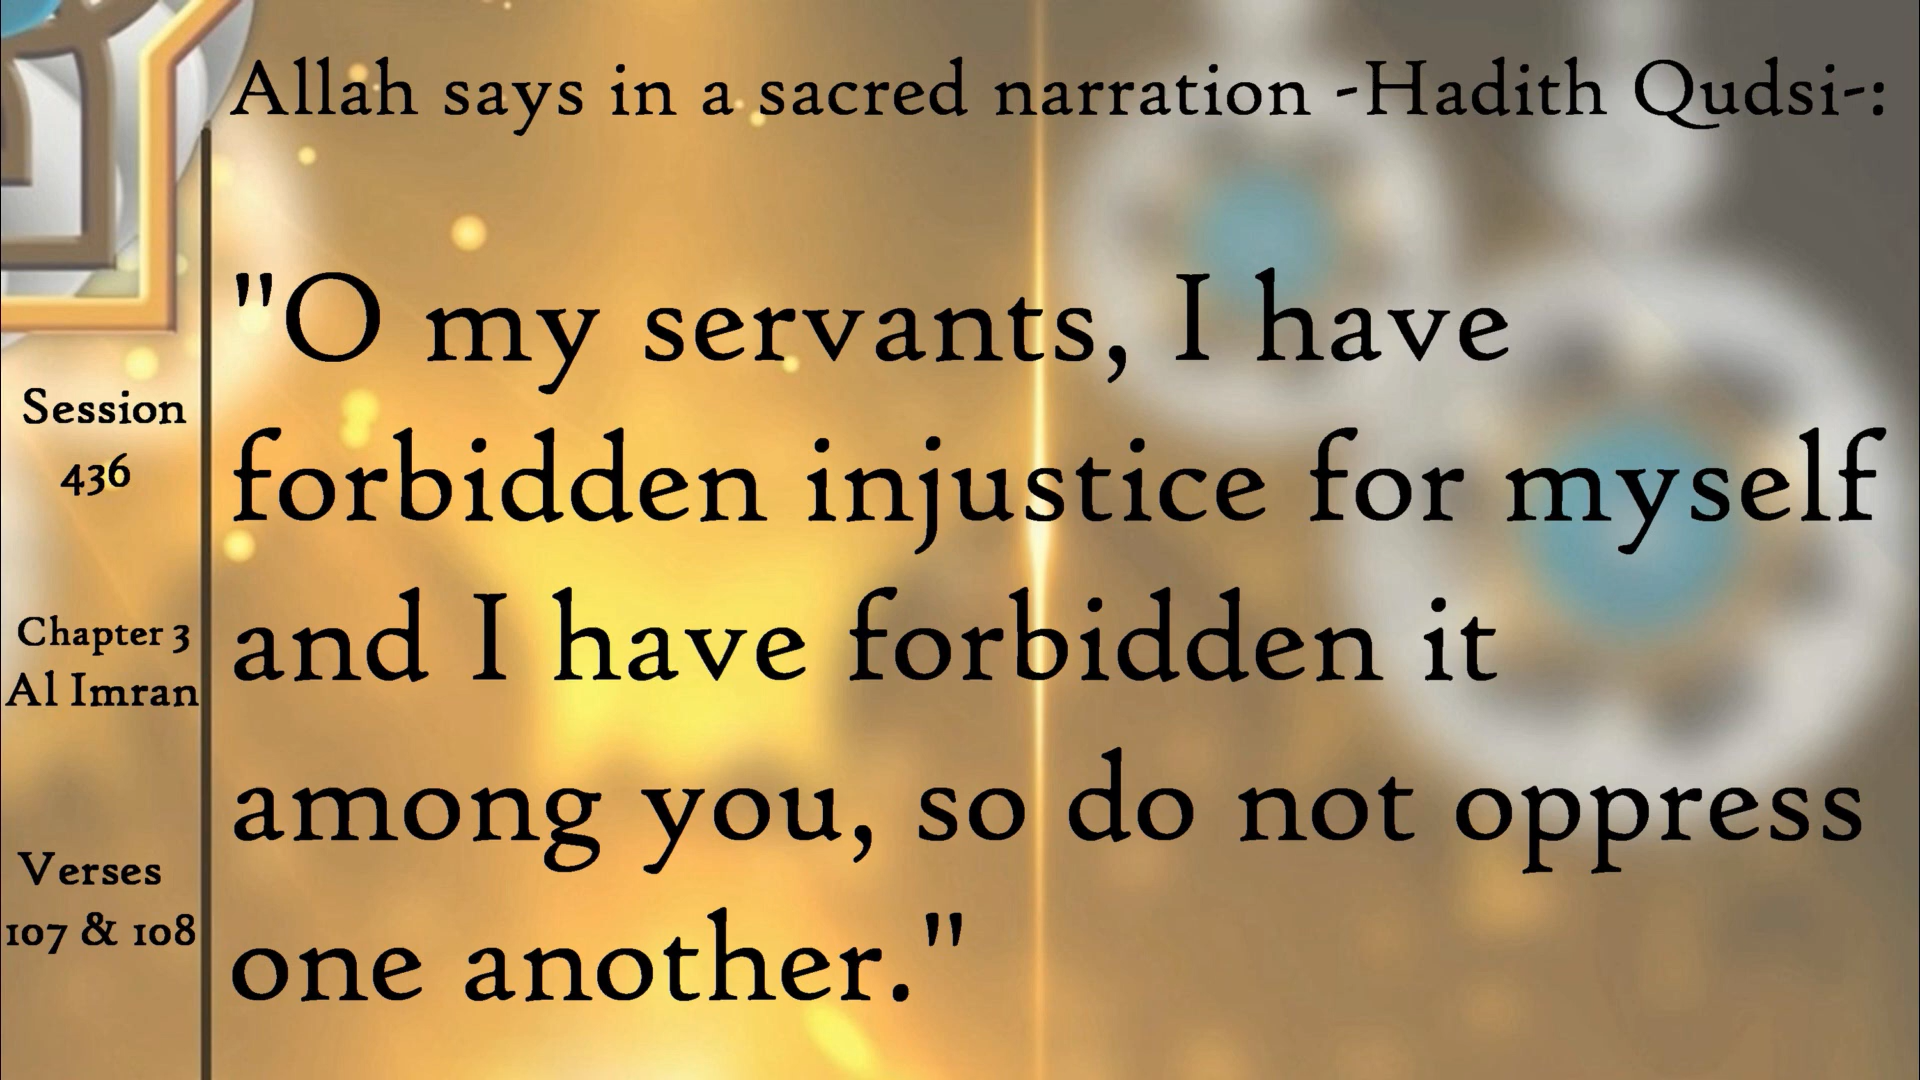 Allah says in a sacred narration -Hadith Qudsi-:
"O my servants, I have
forbidden injustice for myself
and I have forbidden it
among you, so do not oppress
one another."
Session
436
Chapter 3
Al Imran
Verses
107 & 108